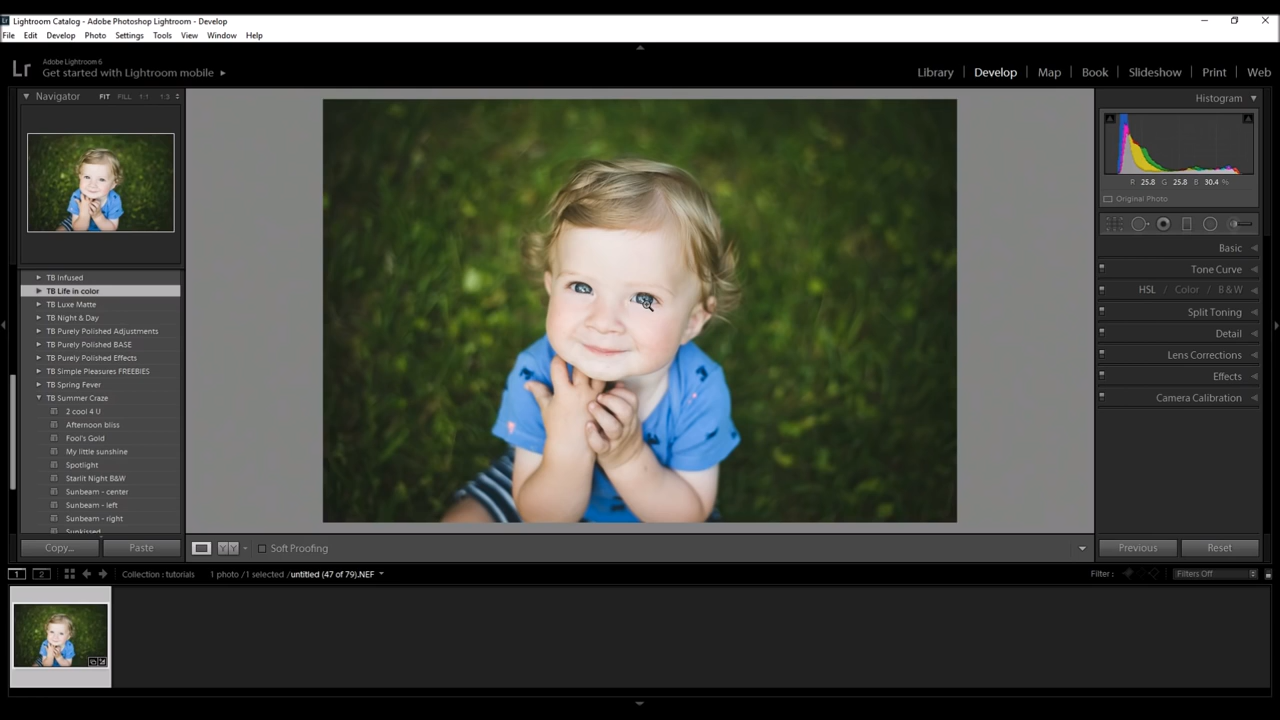 Lightroom Catalog - Adobe Photoshop Lightroom - Develop
File Edit Develop Photo Settings Tools View Window Help
Lr
Adobe Lightroom 6
Get started with Lightroom mobile
Library | Develop | Map | Book | Slideshow | Print | Web
Navigator FIT FILL 1:1 1:3
Histogram
R 25.8 G 25.8 B 30.4 %
Original Photo
Basic
Tone Curve
HSL / Color / B & W
Split Toning
Detail
Lens Corrections
Effects
Camera Calibration
TB Infused
TB Life in color
TB Luxe Matte
TB Night & Day
TB Purely Polished Adjustments
TB Purely Polished BASE
TB Purely Polished Effects
TB Simple Pleasures FREEBIES
TB Spring Fever
TB Summer Craze
2 cool 4 U
Afternoon bliss
Fool's Gold
My little sunshine
Spotlight
Starlit Night B&W
Sunbeam - center
Sunbeam - left
Sunbeam - right
Sunkissed
Copy... Paste
YY Soft Proofing
Previous Reset
1 2 Collection : tutorials 1 photo / 1 selected / untitled (47 of 79).NEF Filter : Filters Off